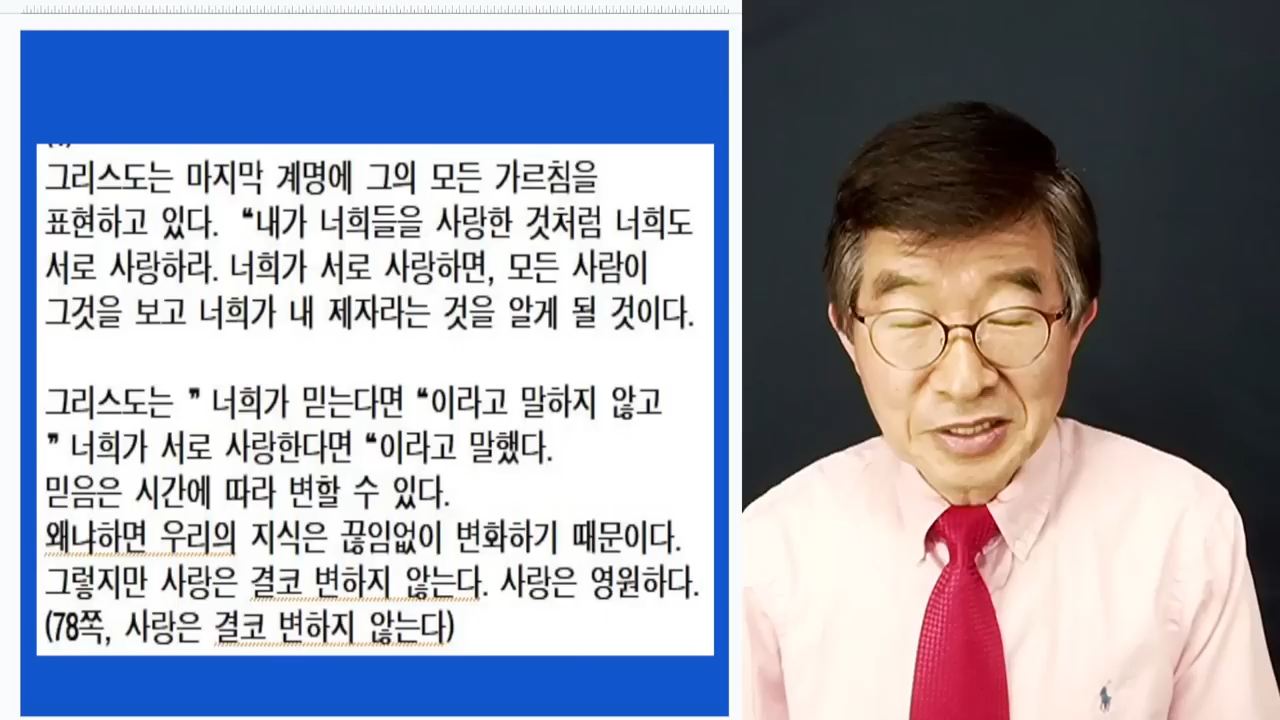 그리스도는 마지막 계명에 그의 모든 가르침을
표현하고 있다. ❝내가 너희들을 사랑한 것처럼 너희도
서로 사랑하라. 너희가 서로 사랑하면, 모든 사람이
그것을 보고 너희가 내 제자라는 것을 알게 될 것이다.
그리스도는 ❞ 너희가 믿는다면 ❝이라고 말하지 않고
❞ 너희가 서로 사랑한다면 ❝이라고 말했다.
믿음은 시간에 따라 변할 수 있다.
왜냐하면 우리의 지식은 끊임없이 변화하기 때문이다.
그렇지만 사랑은 결코 변하지 않는다. 사랑은 영원하다.
(78쪽, 사랑은 결코 변하지 않는다)